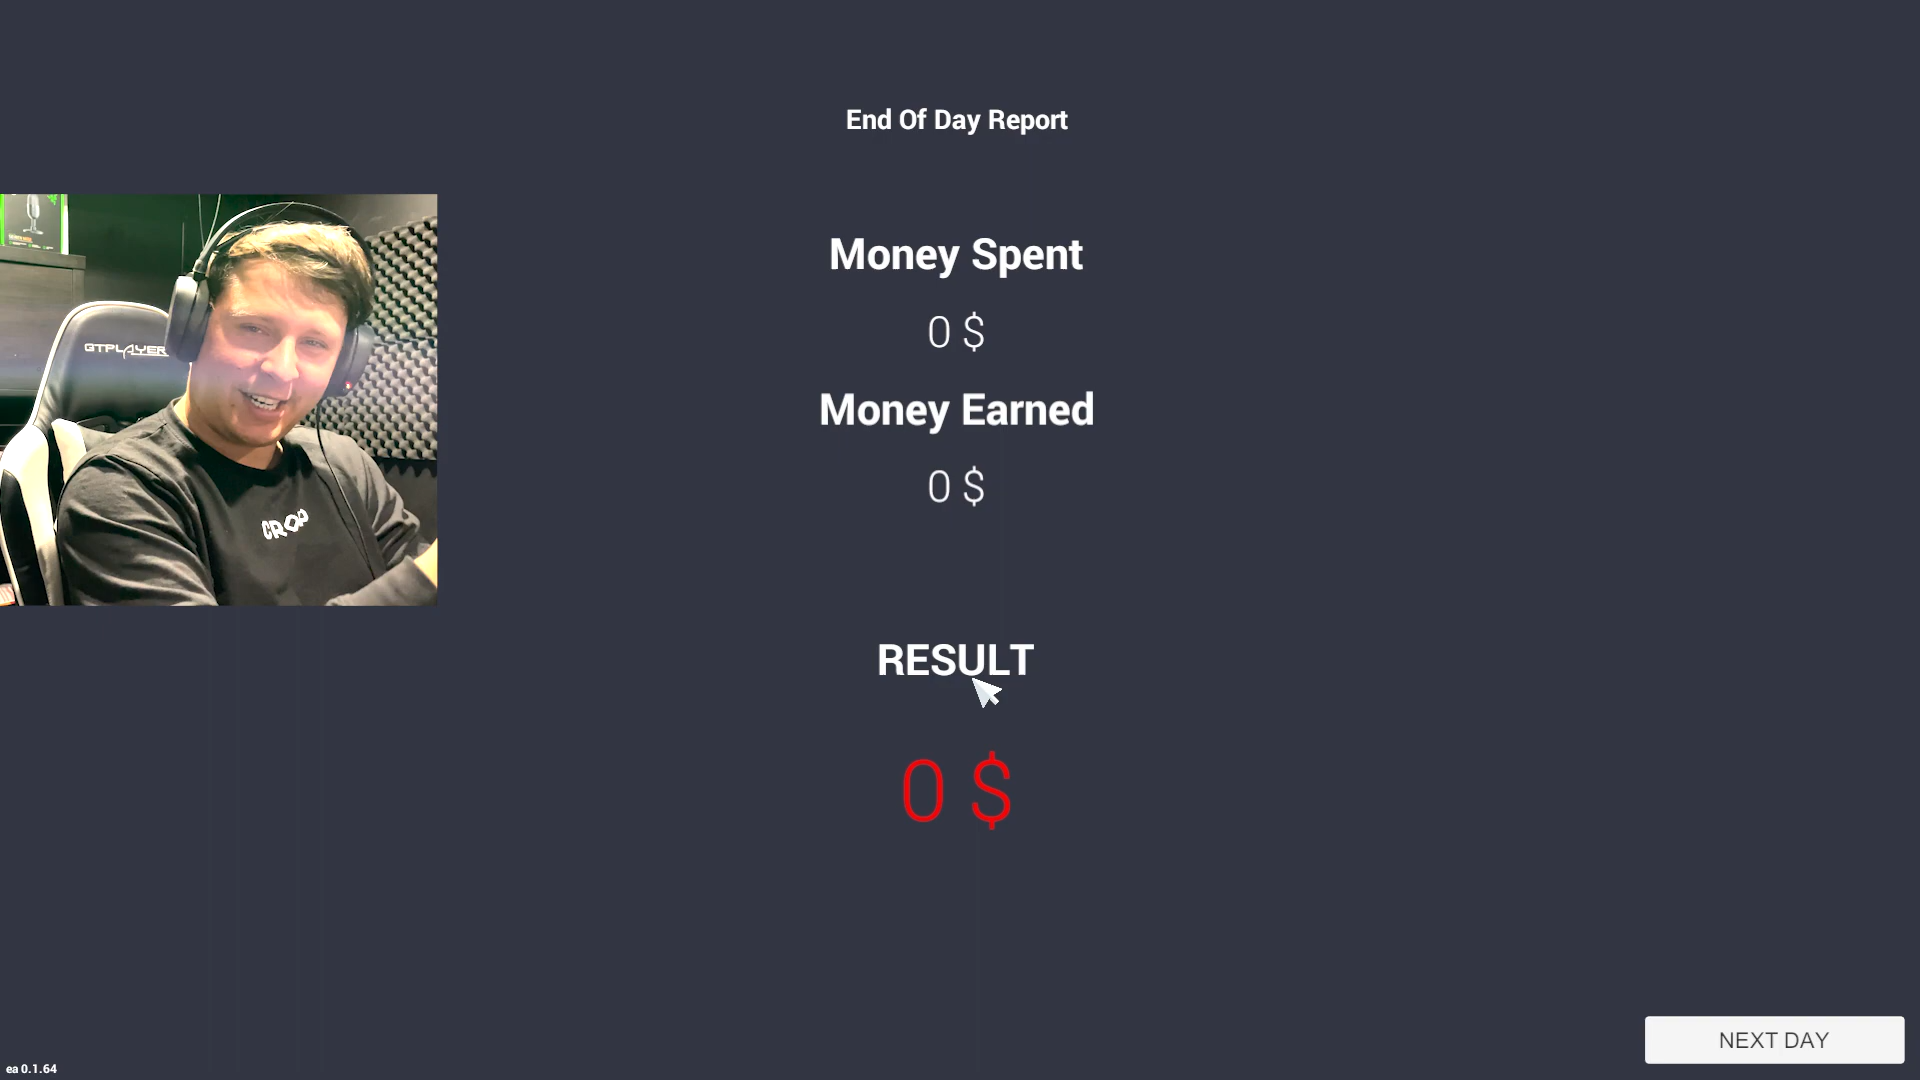 End Of Day Report
GTPLAYER
CROP
Money Spent
0 $
Money Earned
0 $
RESULT
0 $
NEXT DAY
ea 0.1.64